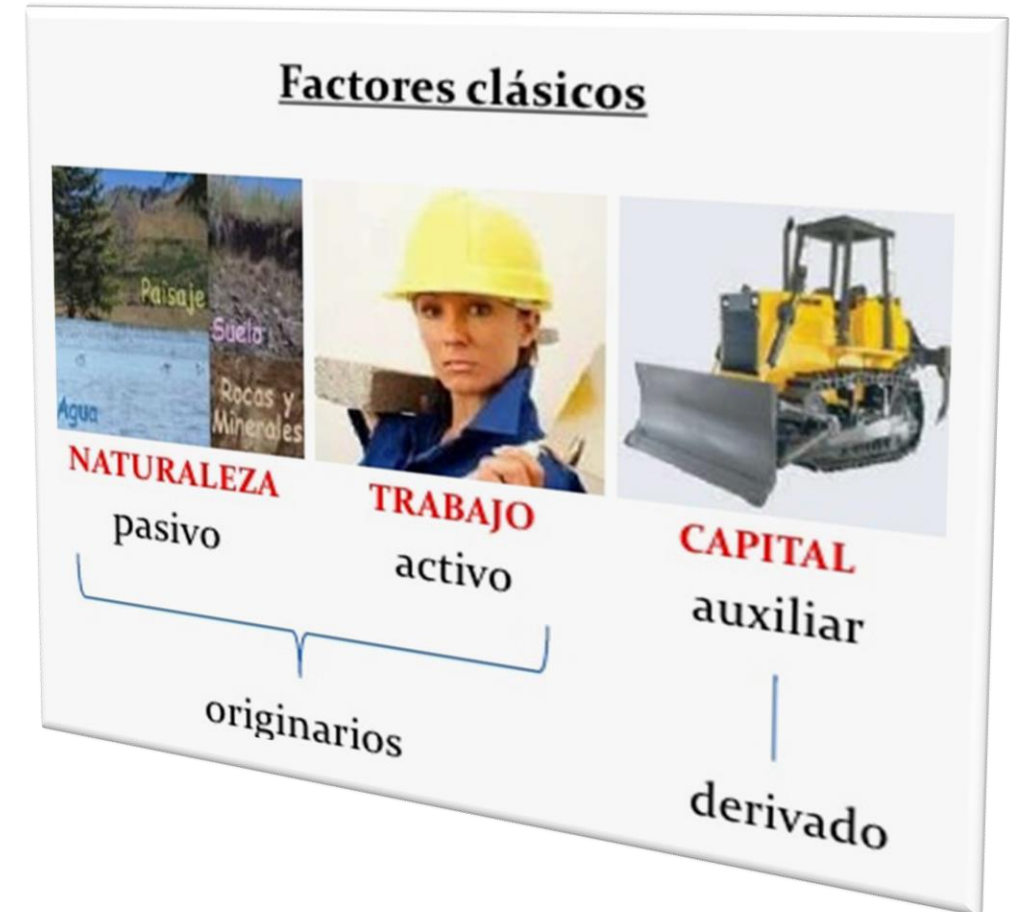 Factores clásicos
Paisaje
Suelo
Agua
Rocas y
Minerales
NATURALEZA
TRABAJO
CAPITAL
pasivo
activo
auxiliar
originarios
derivado